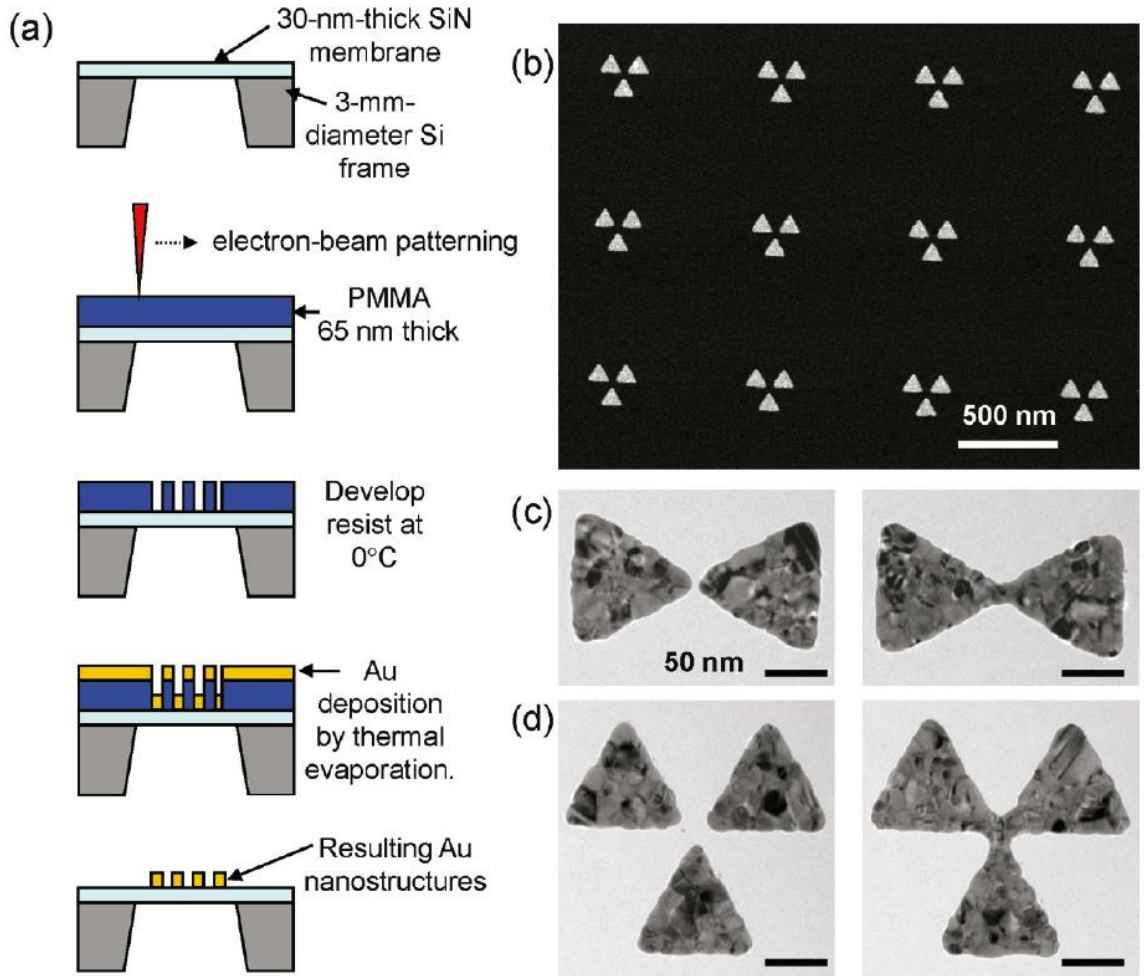 (a)
30-nm-thick SiN
membrane
3-mm-
diameter Si
frame
electron-beam patterning
PMMA
65 nm thick
Develop
resist at
0°C
Au
deposition
by thermal
evaporation.
Resulting Au
nanostructures
(b)
500 nm
(c)
50 nm
(d)